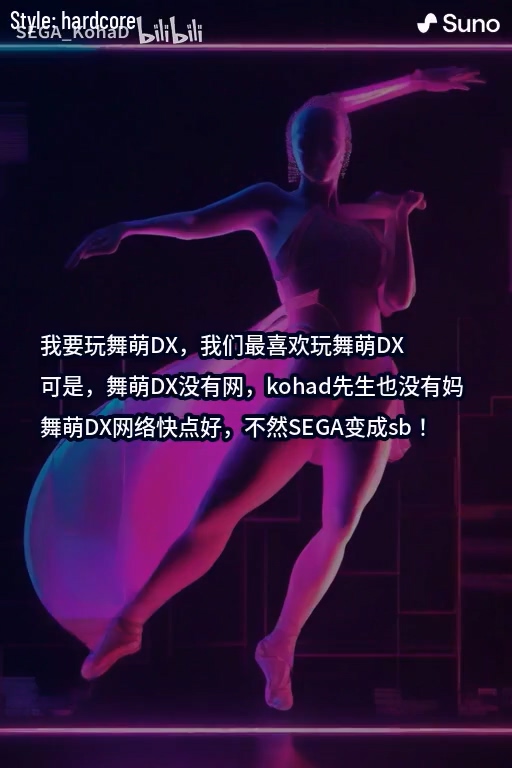 Style: hardcore
SEGA_KohaD bilibili
Suno
我要玩舞萌DX，我们最喜欢玩舞萌DX
可是，舞萌DX没有网，kohad先生也没有妈
舞萌DX网络快点好，不然SEGA变成sb！